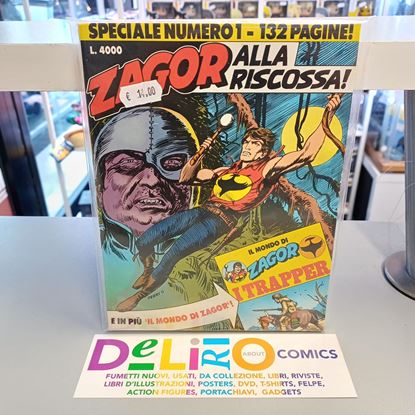 SPECIALE NUMERO 1 - 132 PAGINE!
L. 4000
ZAGOR ALLA
RISCOSSA!
IL MONDO DI
ZAGOR
I TRAPPER
E IN PIÙ 'IL MONDO DI ZAGOR'!
DeLiRiO ABOUT COMICS
FUMETTI NUOVI, USATI, DA COLLEZIONE, LIBRI, RIVISTE,
LIBRI D'ILLUSTRAZIONI, POSTERS, DVD, T-SHIRTS, FELPE,
ACTION FIGURES, PORTACHIAVI, GADGETS